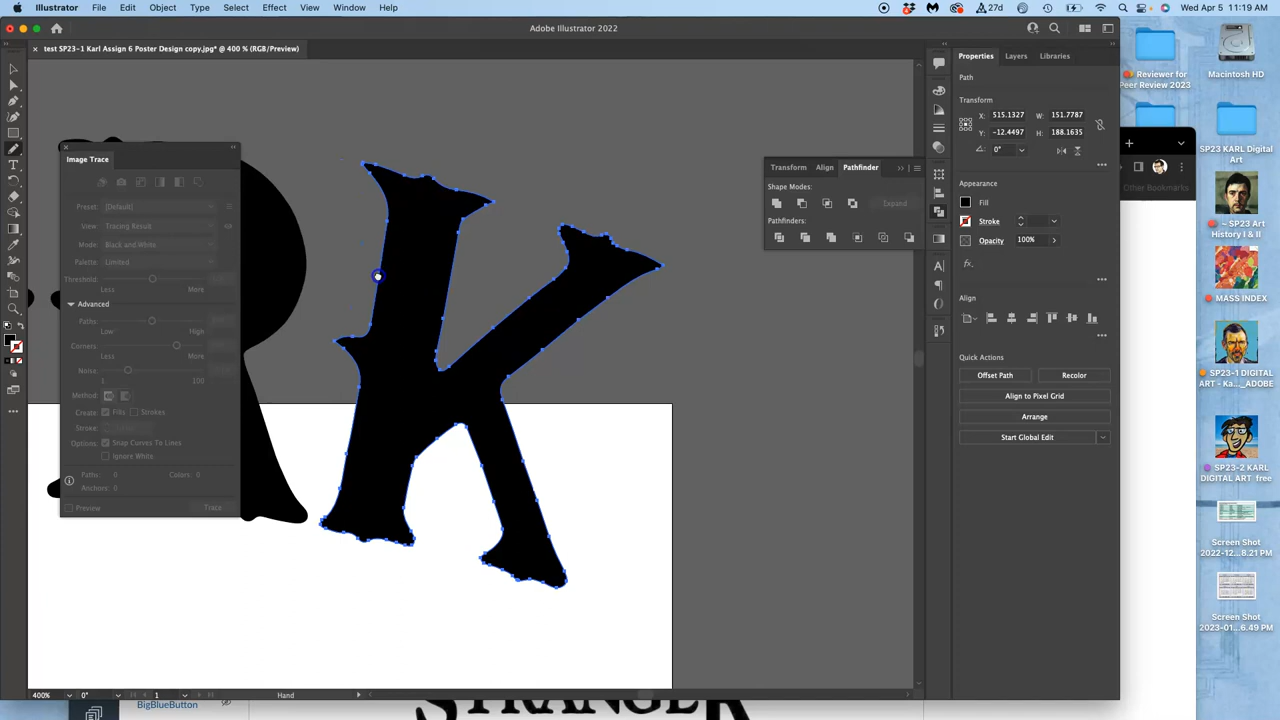 Illustrator File Edit Object Type Select Effect View Window Help 27d Wed Apr 5 11:19 AM
Adobe Illustrator 2022
× test SP23-1 Karl Assign 6 Poster Design copy.jpg* @ 400 % (RGB/Preview)
Image Trace
Preset: [Default]
View: Tracing Result
Mode: Black and White
Palette: Limited
Threshold:
Less More
Advanced
Paths:
Low High
Corners:
Less More
Noise:
1 100
Method:
Create: Fills Strokes
Stroke:
Options: Snap Curves To Lines
Ignore White
Paths: 0 Colors: 0
Anchors: 0
Preview Trace
K
Transform Align Pathfinder
Shape Modes:
Expand
Pathfinders:
Properties Layers Libraries
Path
Transform
X: 515.1327 W: 151.7787
Y: -12.4497 H: 188.1635
0°
Appearance
Fill
Stroke
Opacity 100%
fx.
Align
Quick Actions
Offset Path Recolor
Align to Pixel Grid
Arrange
Start Global Edit
400% 0° 1 Hand
Reviewer for
Peer Review 2023
Macintosh HD
SP23 KARL Digital
Art
Other Bookmarks
~ SP23 Art
History I & II
MASS INDEX
SP23-1 DIGITAL
ART - Ka..._ADOBE
SP23-2 KARL
DIGITAL ART free
Screen Shot
2022-12...8.21 PM
Screen Shot
2023-01...6.49 PM
BigBlueButton
STRANGER